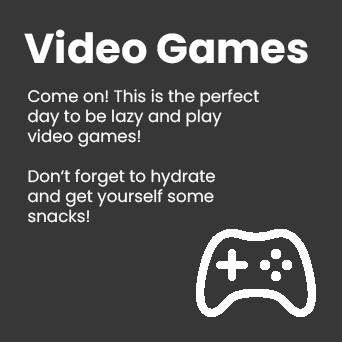 Video Games
Come on! This is the perfect
day to be lazy and play
video games!
Don’t forget to hydrate
and get yourself some
snacks!